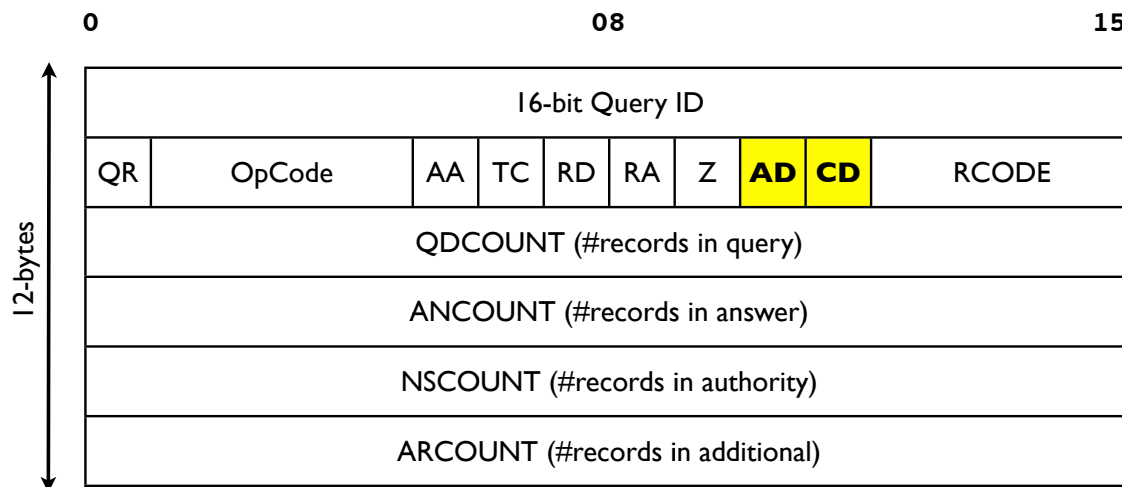 0 08 15
16-bit Query ID
QR OpCode AA TC RD RA Z AD CD RCODE
12-bytes
QDCOUNT (#records in query)
ANCOUNT (#records in answer)
NSCOUNT (#records in authority)
ARCOUNT (#records in additional)